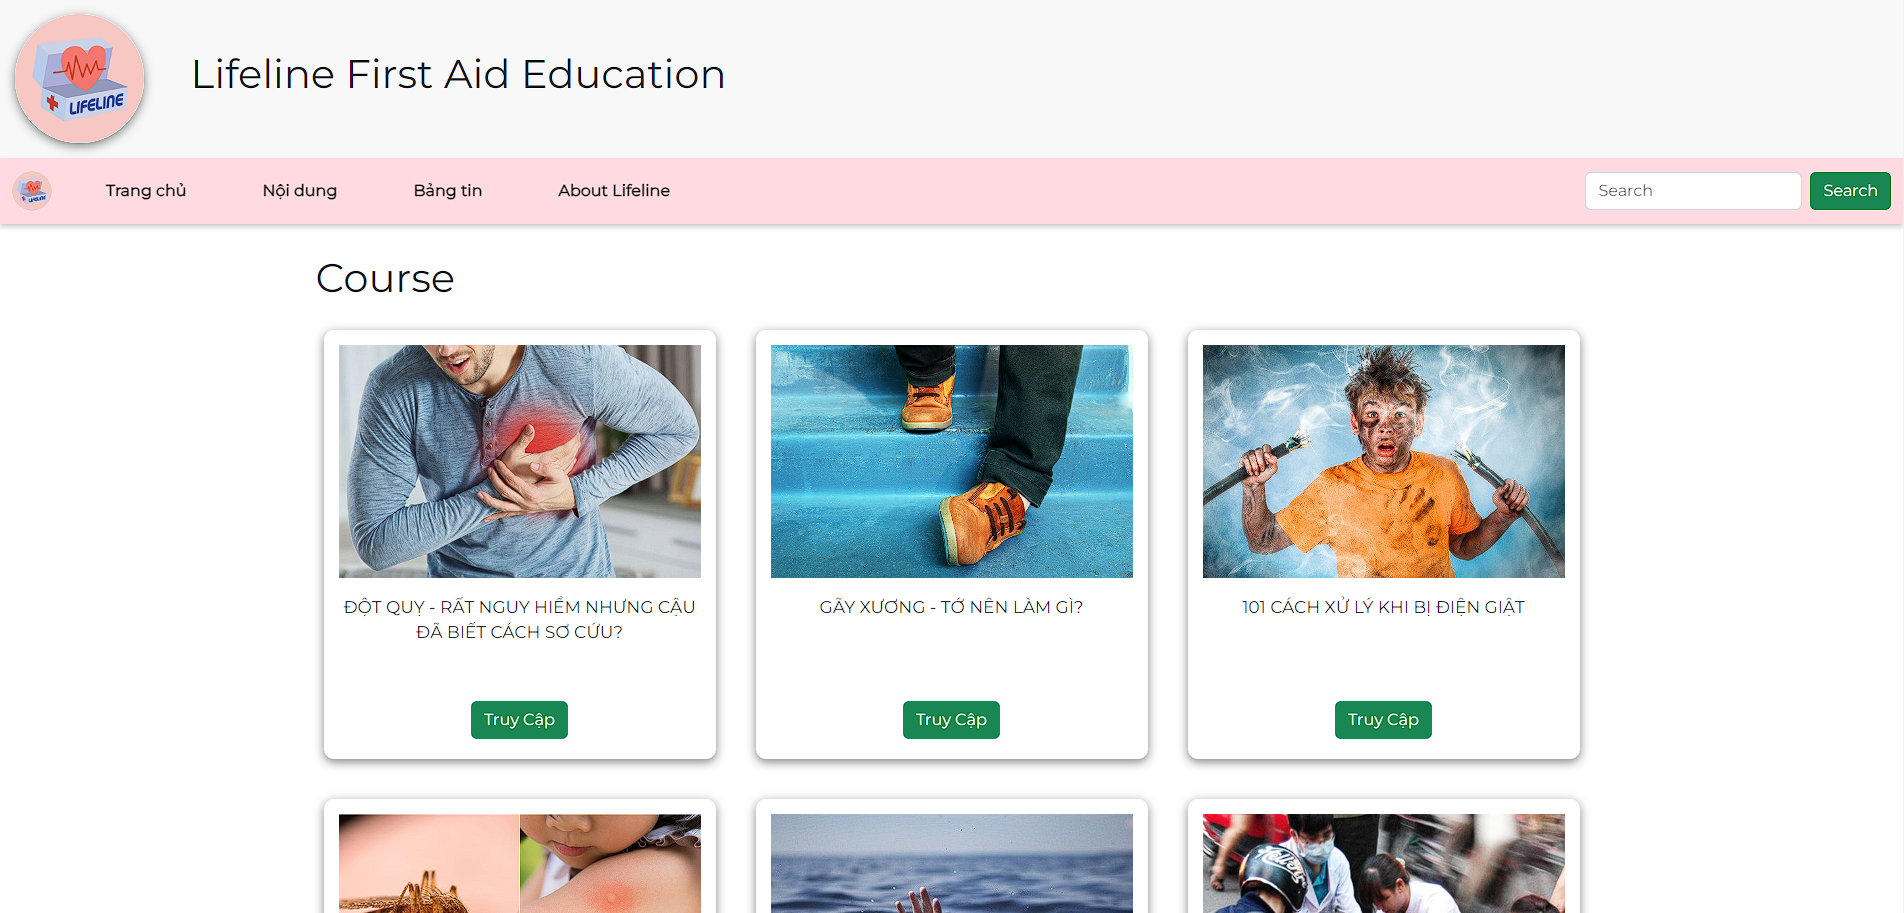 LIFELINE
Lifeline First Aid Education
LIFELINE
Trang chủ
Nội dung
Bảng tin
About Lifeline
Search
Search
Course
ĐỘT QUỴ - RẤT NGUY HIỂM NHƯNG CẬU
ĐÃ BIẾT CÁCH SƠ CỨU?
GÃY XƯƠNG - TỚ NÊN LÀM GÌ?
101 CÁCH XỬ LÝ KHI BỊ ĐIỆN GIẬT
Truy Cập
Truy Cập
Truy Cập